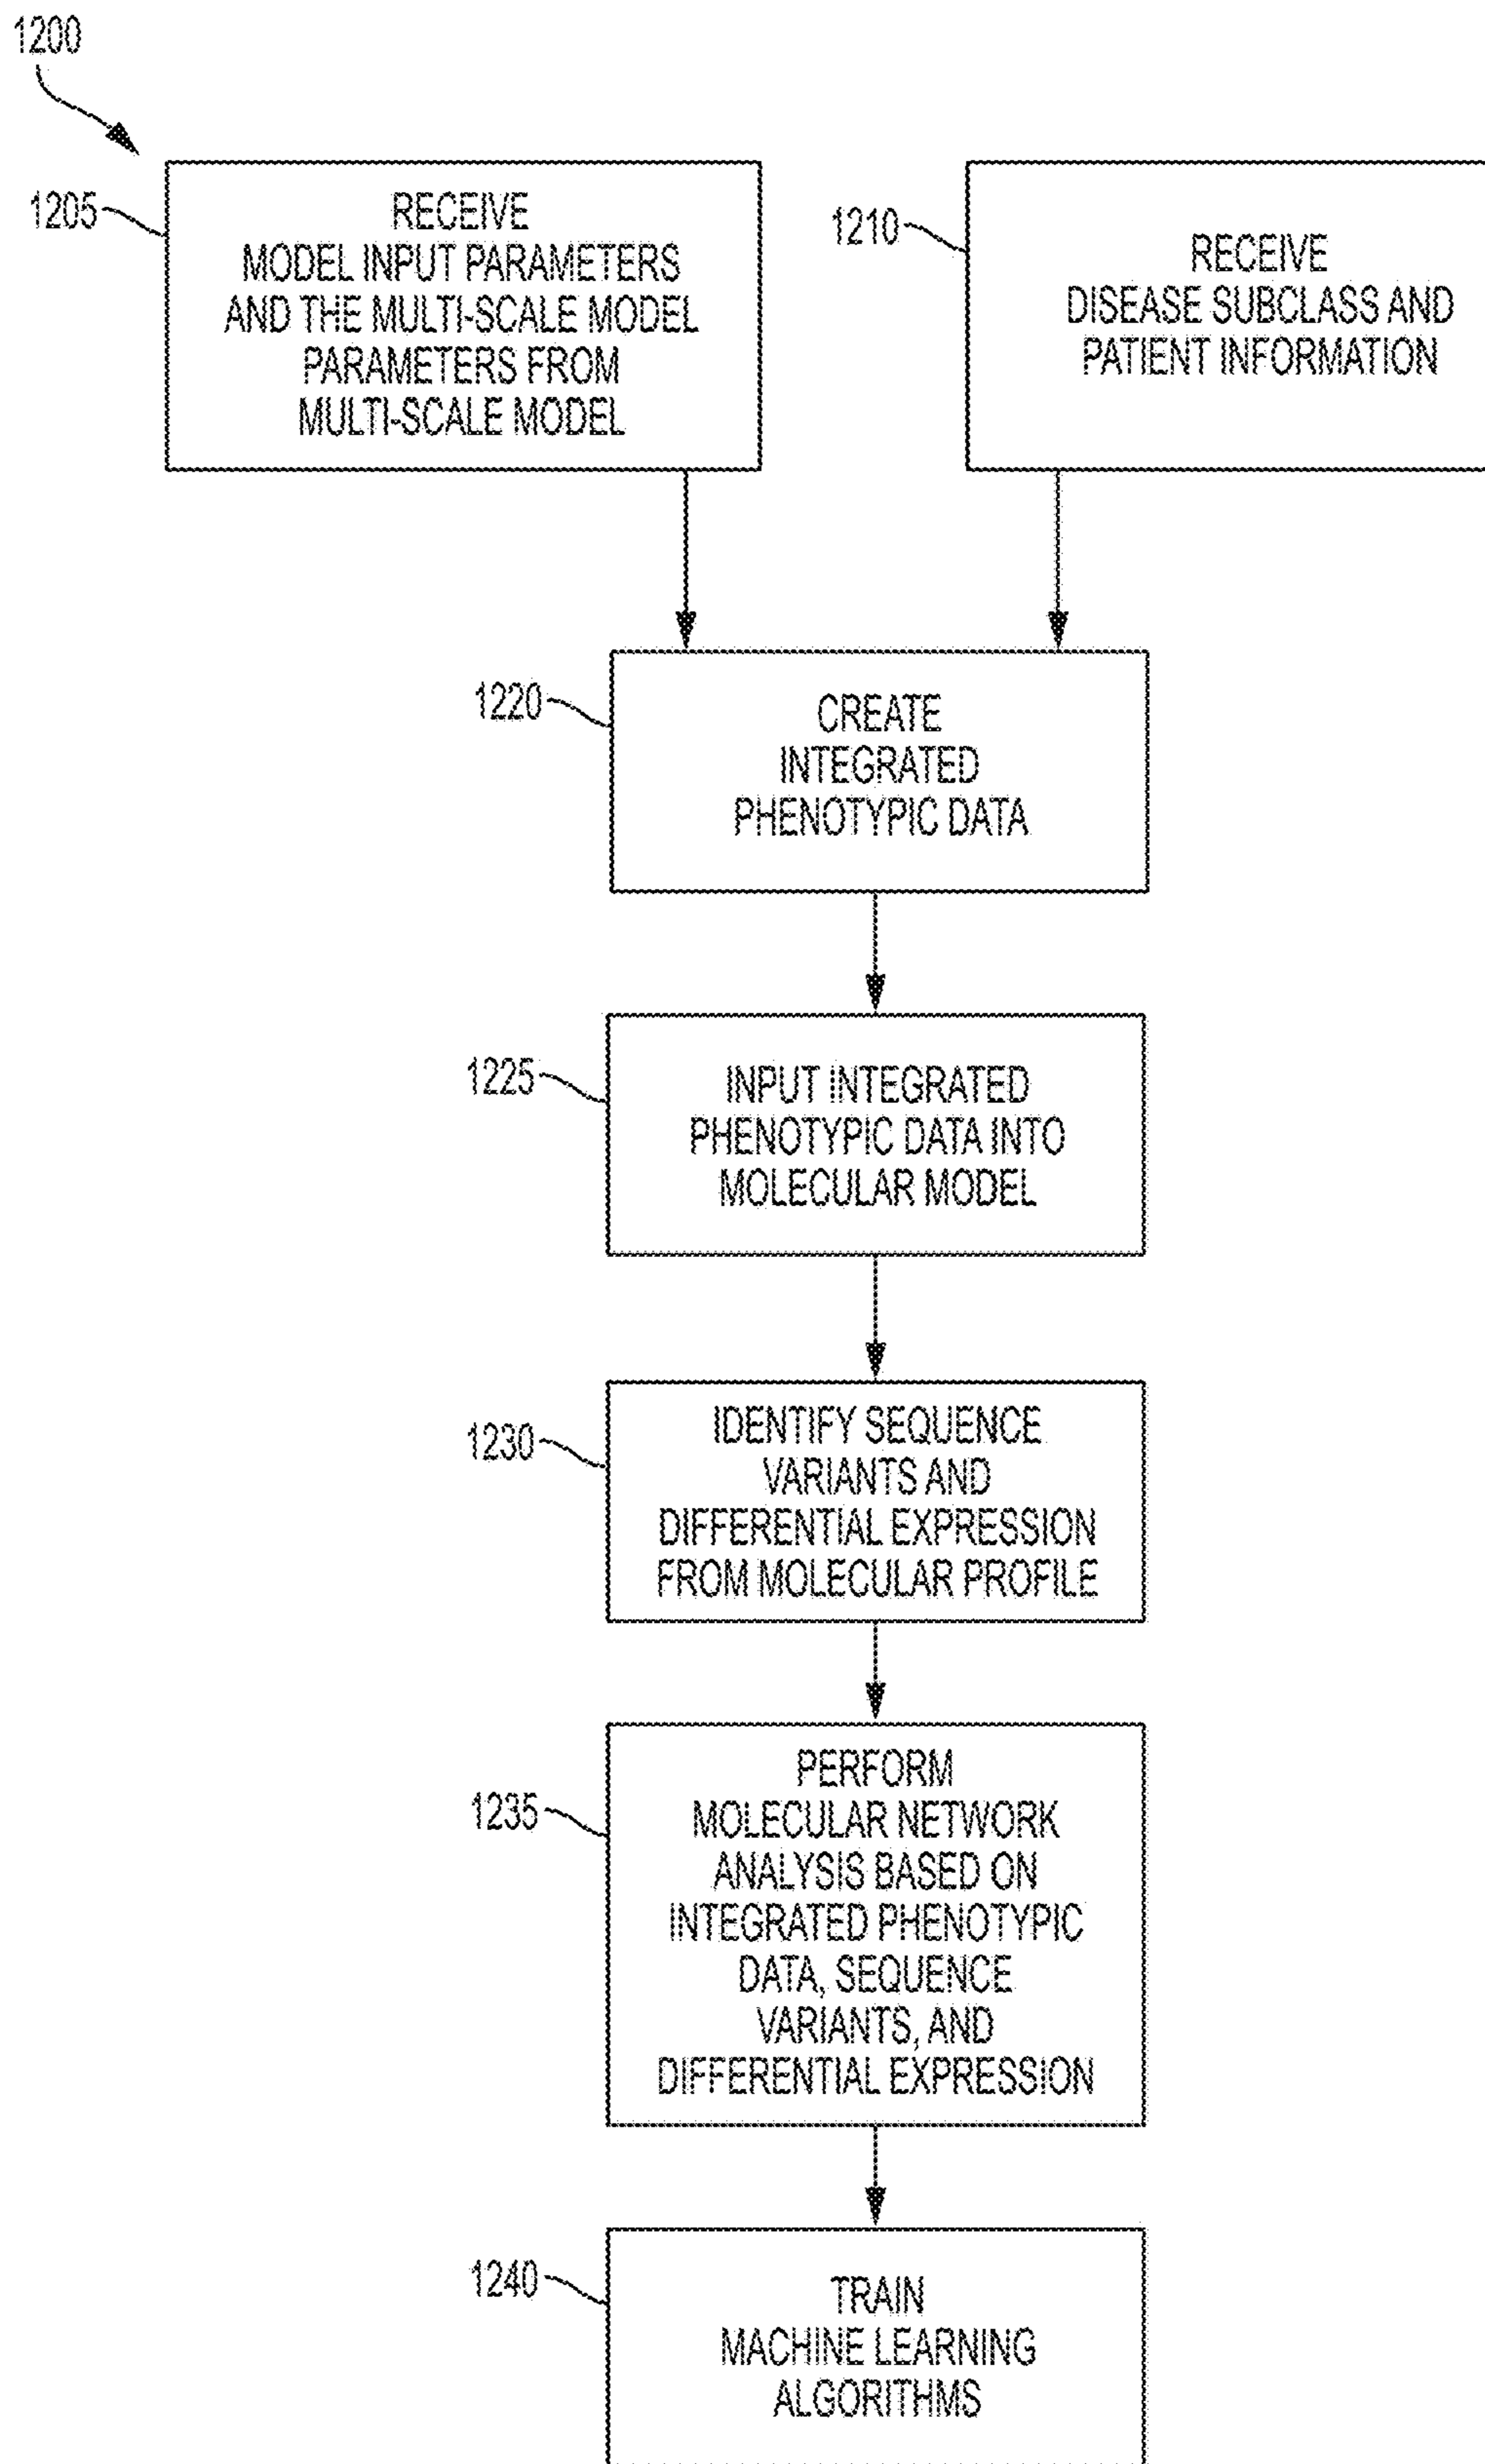 1200
1205
RECEIVE
MODEL INPUT PARAMETERS
AND THE MULTI-SCALE MODEL
PARAMETERS FROM
MULTI-SCALE MODEL
1210
RECEIVE
DISEASE SUBCLASS AND
PATIENT INFORMATION
1220
CREATE
INTEGRATED
PHENOTYPIC DATA
1225
INPUT INTEGRATED
PHENOTYPIC DATA INTO
MOLECULAR MODEL
1230
IDENTIFY SEQUENCE
VARIANTS AND
DIFFERENTIAL EXPRESSION
FROM MOLECULAR PROFILE
1235
PERFORM
MOLECULAR NETWORK
ANALYSIS BASED ON
INTEGRATED PHENOTYPIC
DATA, SEQUENCE
VARIANTS, AND
DIFFERENTIAL EXPRESSION
1240
TRAIN
MACHINE LEARNING
ALGORITHMS